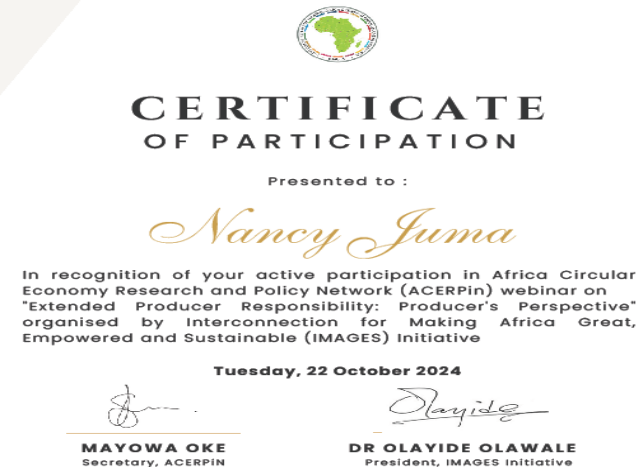 CERTIFICATE
OF PARTICIPATION
Presented to :
Nancy Juma
In recognition of your active participation in Africa Circular
Economy Research and Policy Network (ACERPin) webinar on
"Extended Producer Responsibility: Producer's Perspective"
organised by Interconnection for Making Africa Great,
Empowered and Sustainable (IMAGES) Initiative
Tuesday, 22 October 2024
Olayide
MAYOWA OKE
Secretary, ACERPiN
DR OLAYIDE OLAWALE
President, IMAGES Initiative